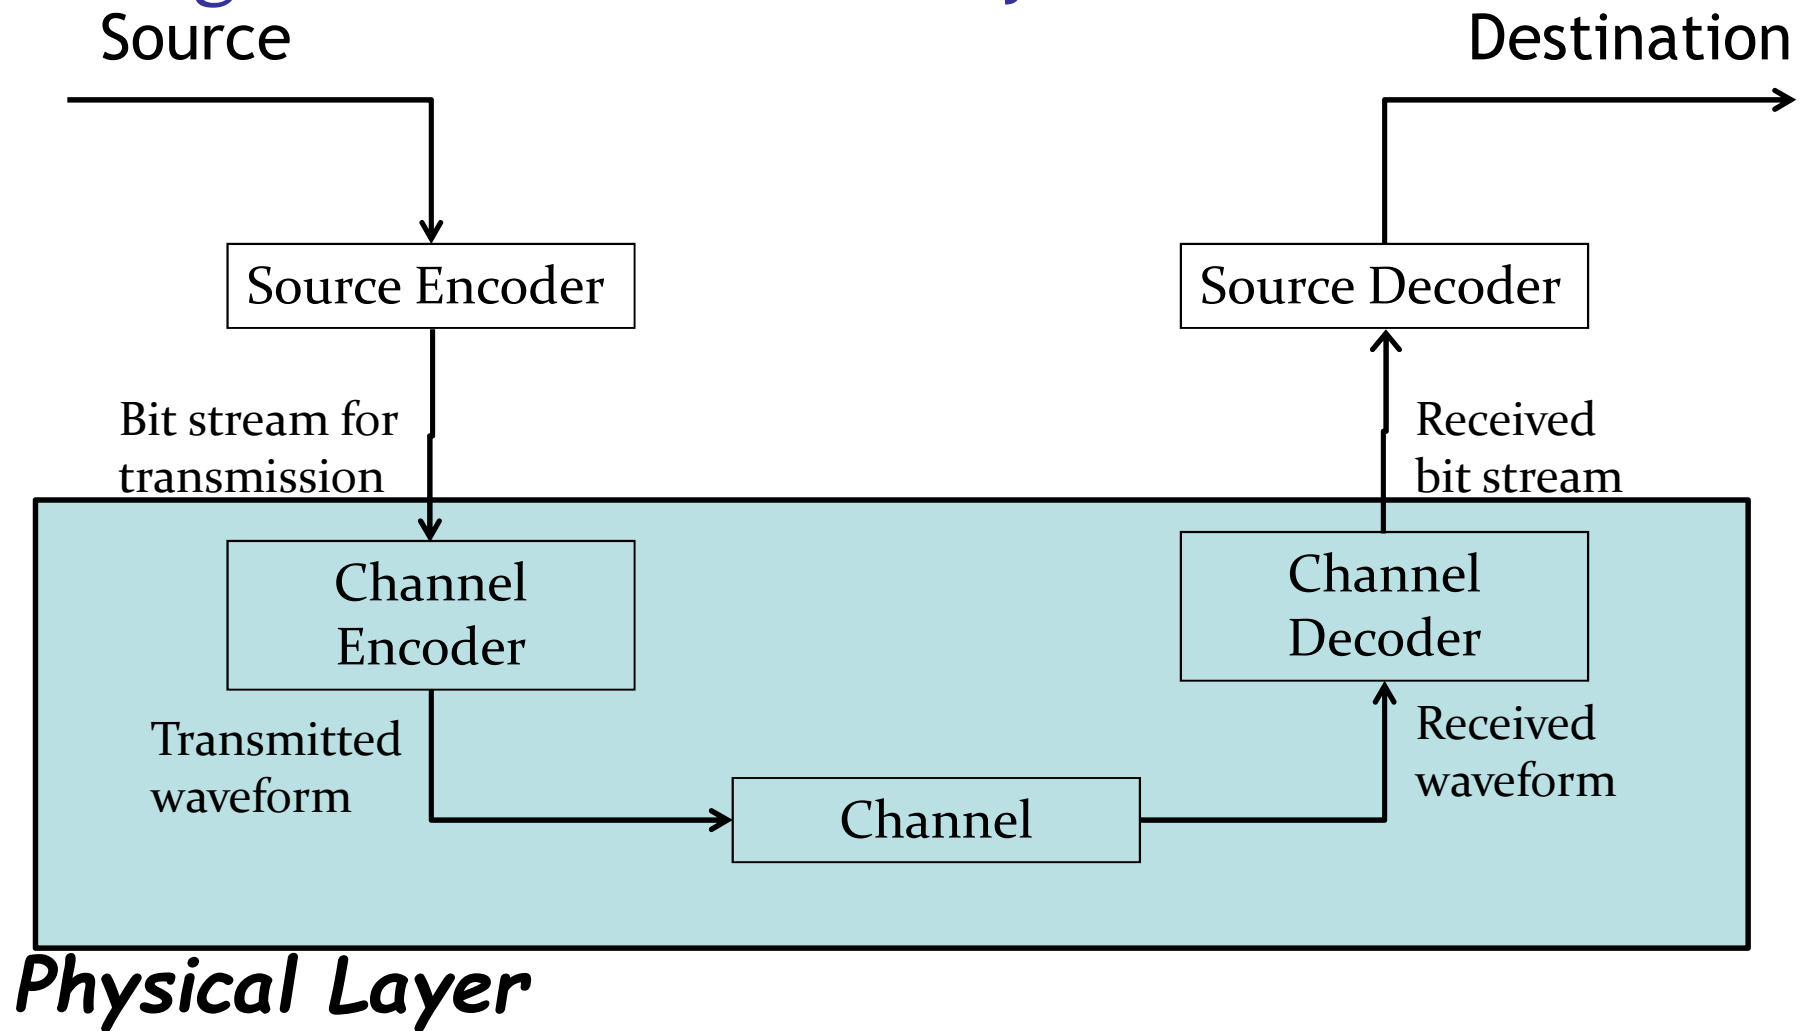 Source
Destination
Source Encoder
Source Decoder
Bit stream for
transmission
Received
bit stream
Channel
Encoder
Channel
Decoder
Transmitted
waveform
Received
waveform
Channel
Physical Layer